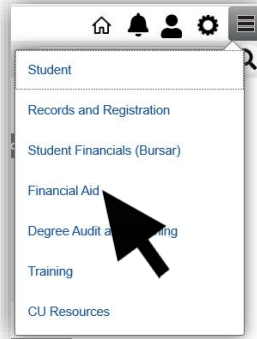 Student
Records and Registration
Student Financials (Bursar)
Financial Aid
Degree Audit a
Training
CU Resources